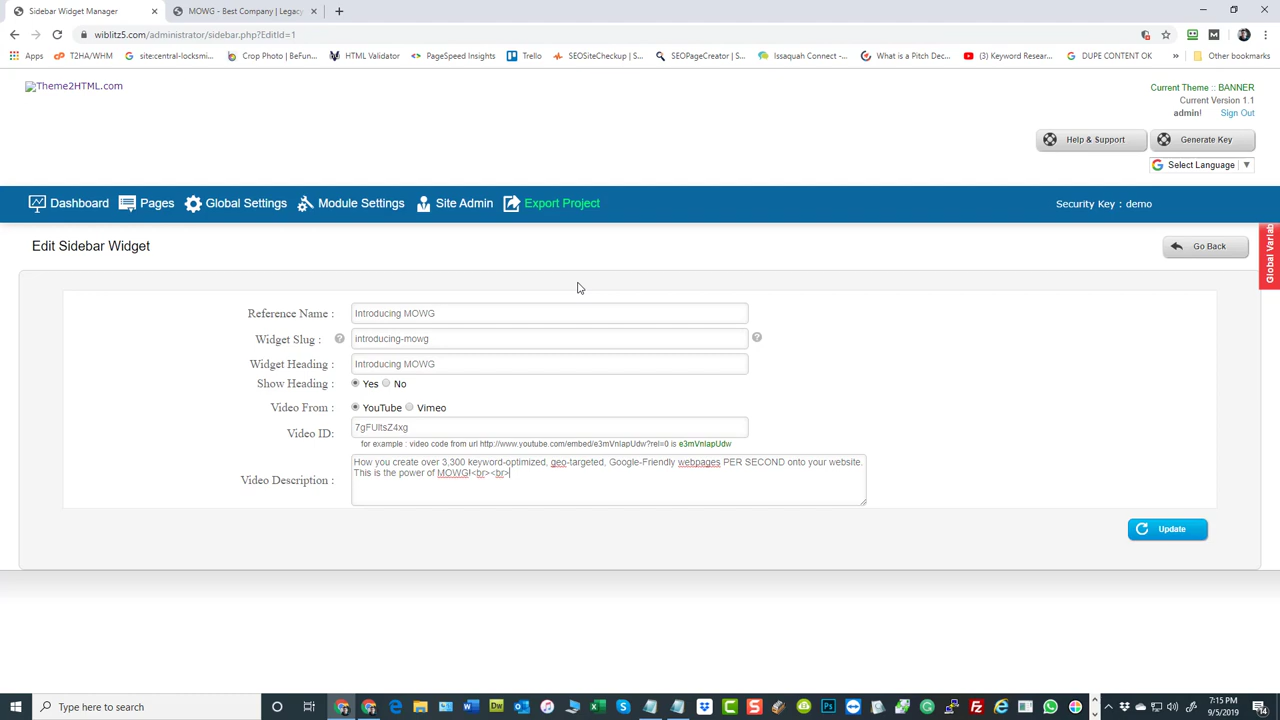 Sidebar Widget Manager
MOWG - Best Company | Legacy
wiblitz5.com/administrator/sidebar.php?EditId=1
Apps
T2HA/WHM
site:central-locksmi...
Crop Photo | BeFun...
HTML Validator
PageSpeed Insights
Trello
SEOSiteCheckup | S...
SEOPageCreator | S...
Issaquah Connect -...
What is a Pitch Dec...
(3) Keyword Resear...
DUPE CONTENT OK
»
Other bookmarks
Theme2HTML.com
Current Theme :: BANNER
Current Version 1.1
admin! Sign Out
Help & Support
Generate Key
Select Language ▼
Dashboard
Pages
Global Settings
Module Settings
Site Admin
Export Project
Security Key : demo
Global Variab
Edit Sidebar Widget
Go Back
Reference Name : Introducing MOWG
Widget Slug : ? introducing-mowg ?
Widget Heading : Introducing MOWG
Show Heading : Yes No
Video From : YouTube Vimeo
Video ID: 7gFUltsZ4xg
for example : video code from url http://www.youtube.com/embed/e3mVnlapUdw?rel=0 is e3mVnlapUdw
Video Description :
How you create over 3,300 keyword-optimized, geo-targeted, Google-Friendly webpages PER SECOND onto your website.
This is the power of MOWG!<br><br>
Update
Type here to search
7:15 PM
9/5/2019